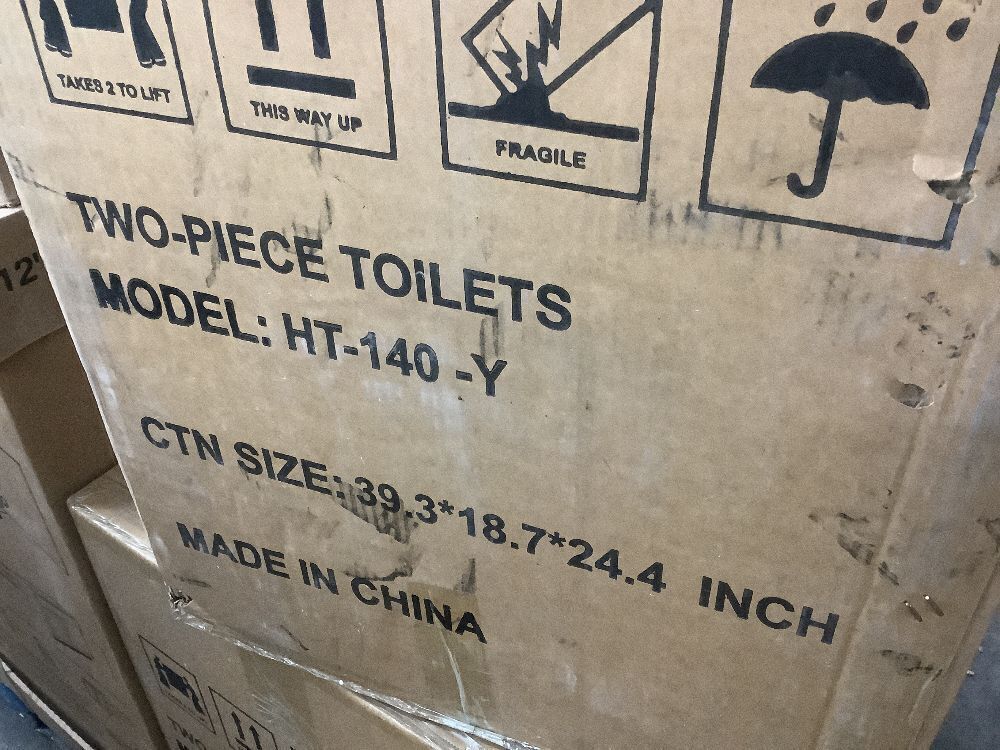 TAKES 2 TO LIFT
THIS WAY UP
FRAGILE
TWO-PIECE TOiLETS
MODEL: HT-140 -Y
CTN SIZE: 39.3*18.7*24.4 INCH
MADE IN CHINA
12"